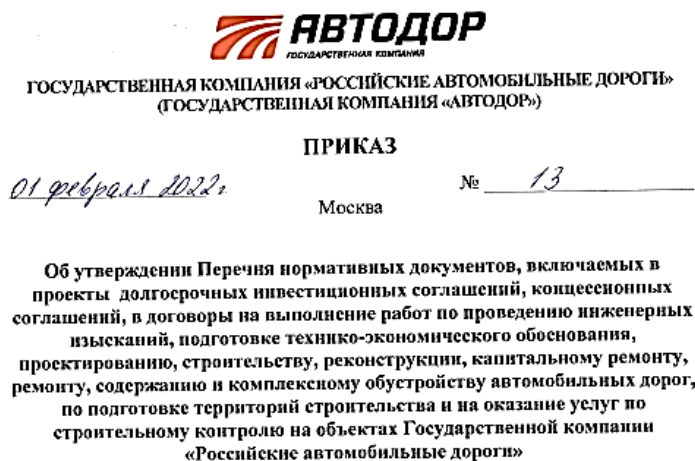 АВТОДОР
ГОСУДАРСТВЕННАЯ КОМПАНИЯ
ГОСУДАРСТВЕННАЯ КОМПАНИЯ «РОССИЙСКИЕ АВТОМОБИЛЬНЫЕ ДОРОГИ»
(ГОСУДАРСТВЕННАЯ КОМПАНИЯ «АВТОДОР»)
ПРИКАЗ
01 февраля 2022 г.
№ 13
Москва
Об утверждении Перечня нормативных документов, включаемых в
проекты долгосрочных инвестиционных соглашений, концессионных
соглашений, в договоры на выполнение работ по проведению инженерных
изысканий, подготовке технико-экономического обоснования,
проектированию, строительству, реконструкции, капитальному ремонту,
ремонту, содержанию и комплексному обустройству автомобильных дорог,
по подготовке территорий строительства и на оказание услуг по
строительному контролю на объектах Государственной компании
«Российские автомобильные дороги»